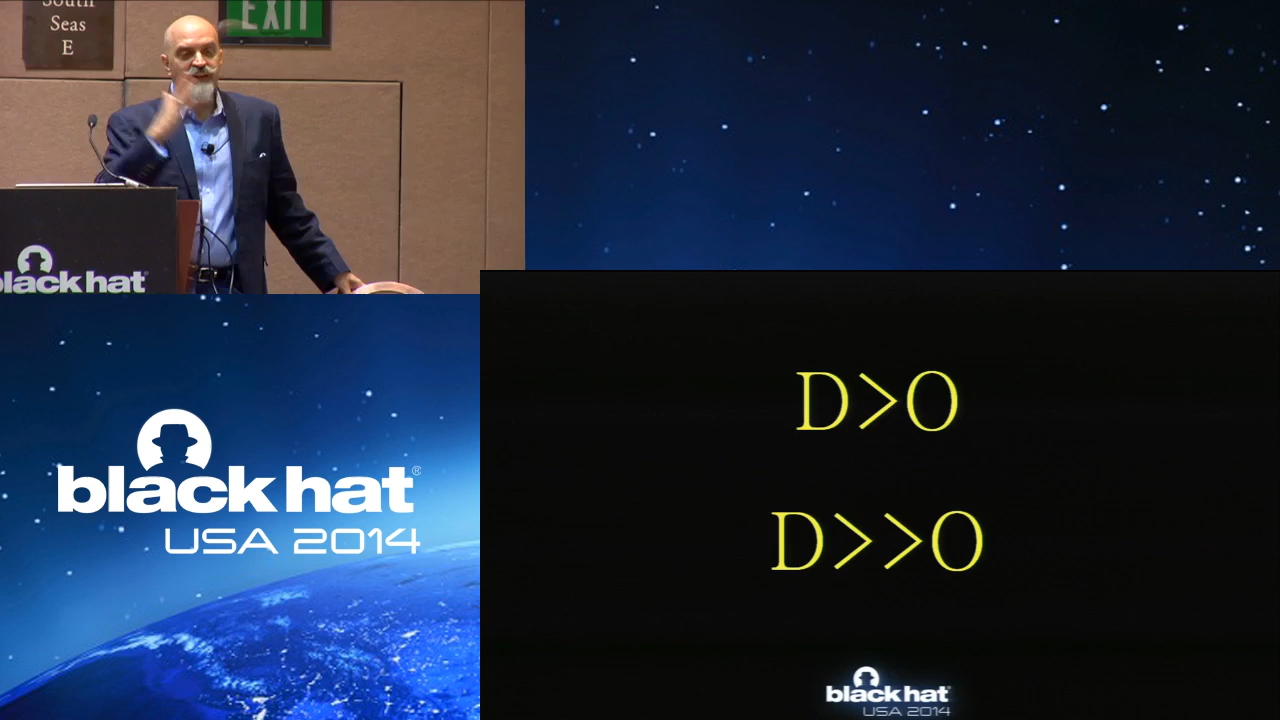 South
Seas
E
EXIT
black hat
black hat®
USA 2014
D>O
D>>O
black hat
USA 2014